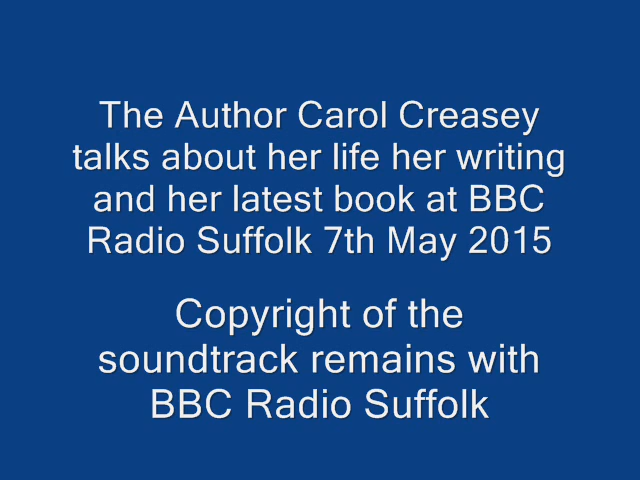 The Author Carol Creasey
talks about her life her writing
and her latest book at BBC
Radio Suffolk 7th May 2015
Copyright of the
soundtrack remains with
BBC Radio Suffolk